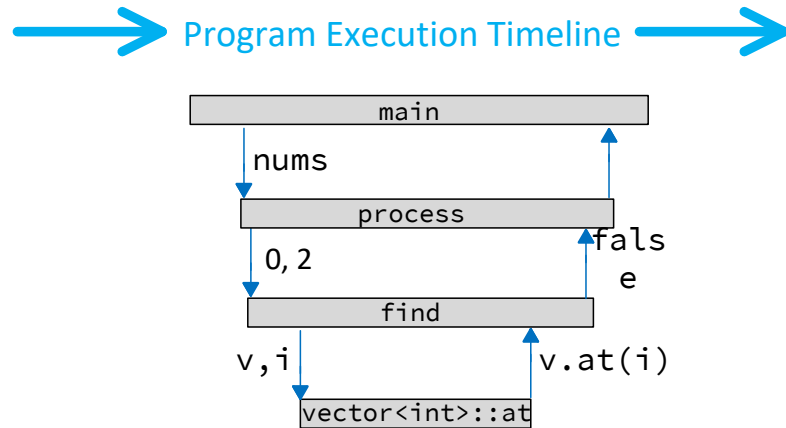 Program Execution Timeline
main
nums
process
0, 2
fals
e
find
v,i
v.at(i)
vector<int>::at